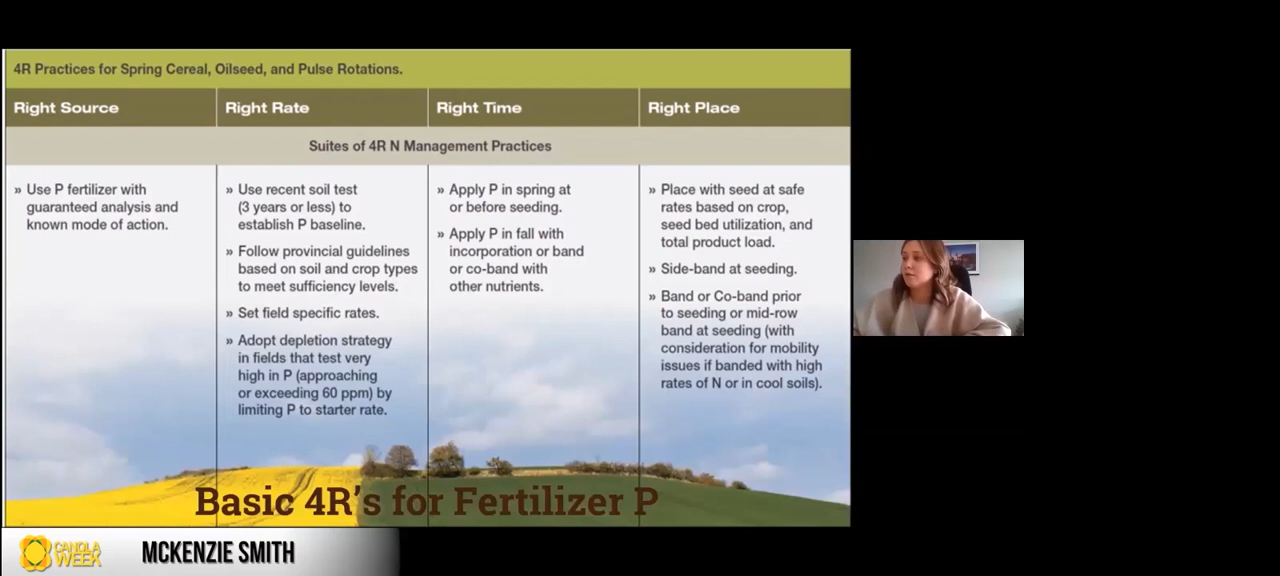 4R Practices for Spring Cereal, Oilseed, and Pulse Rotations.
Right Source
Right Rate
Right Time
Right Place
Suites of 4R N Management Practices
» Use P fertilizer with
guaranteed analysis and
known mode of action.
» Use recent soil test
(3 years or less) to
establish P baseline.
» Follow provincial guidelines
based on soil and crop types
to meet sufficiency levels.
» Set field specific rates.
» Adopt depletion strategy
in fields that test very
high in P (approaching
or exceeding 60 ppm) by
limiting P to starter rate.
» Apply P in spring at
or before seeding.
» Apply P in fall with
incorporation or band
or co-band with
other nutrients.
» Place with seed at safe
rates based on crop,
seed bed utilization, and
total product load.
» Side-band at seeding.
» Band or Co-band prior
to seeding or mid-row
band at seeding (with
consideration for mobility
issues if banded with high
rates of N or in cool soils).
Basic 4R's for Fertilizer P
CANOLA
WEEK
MCKENZIE SMITH